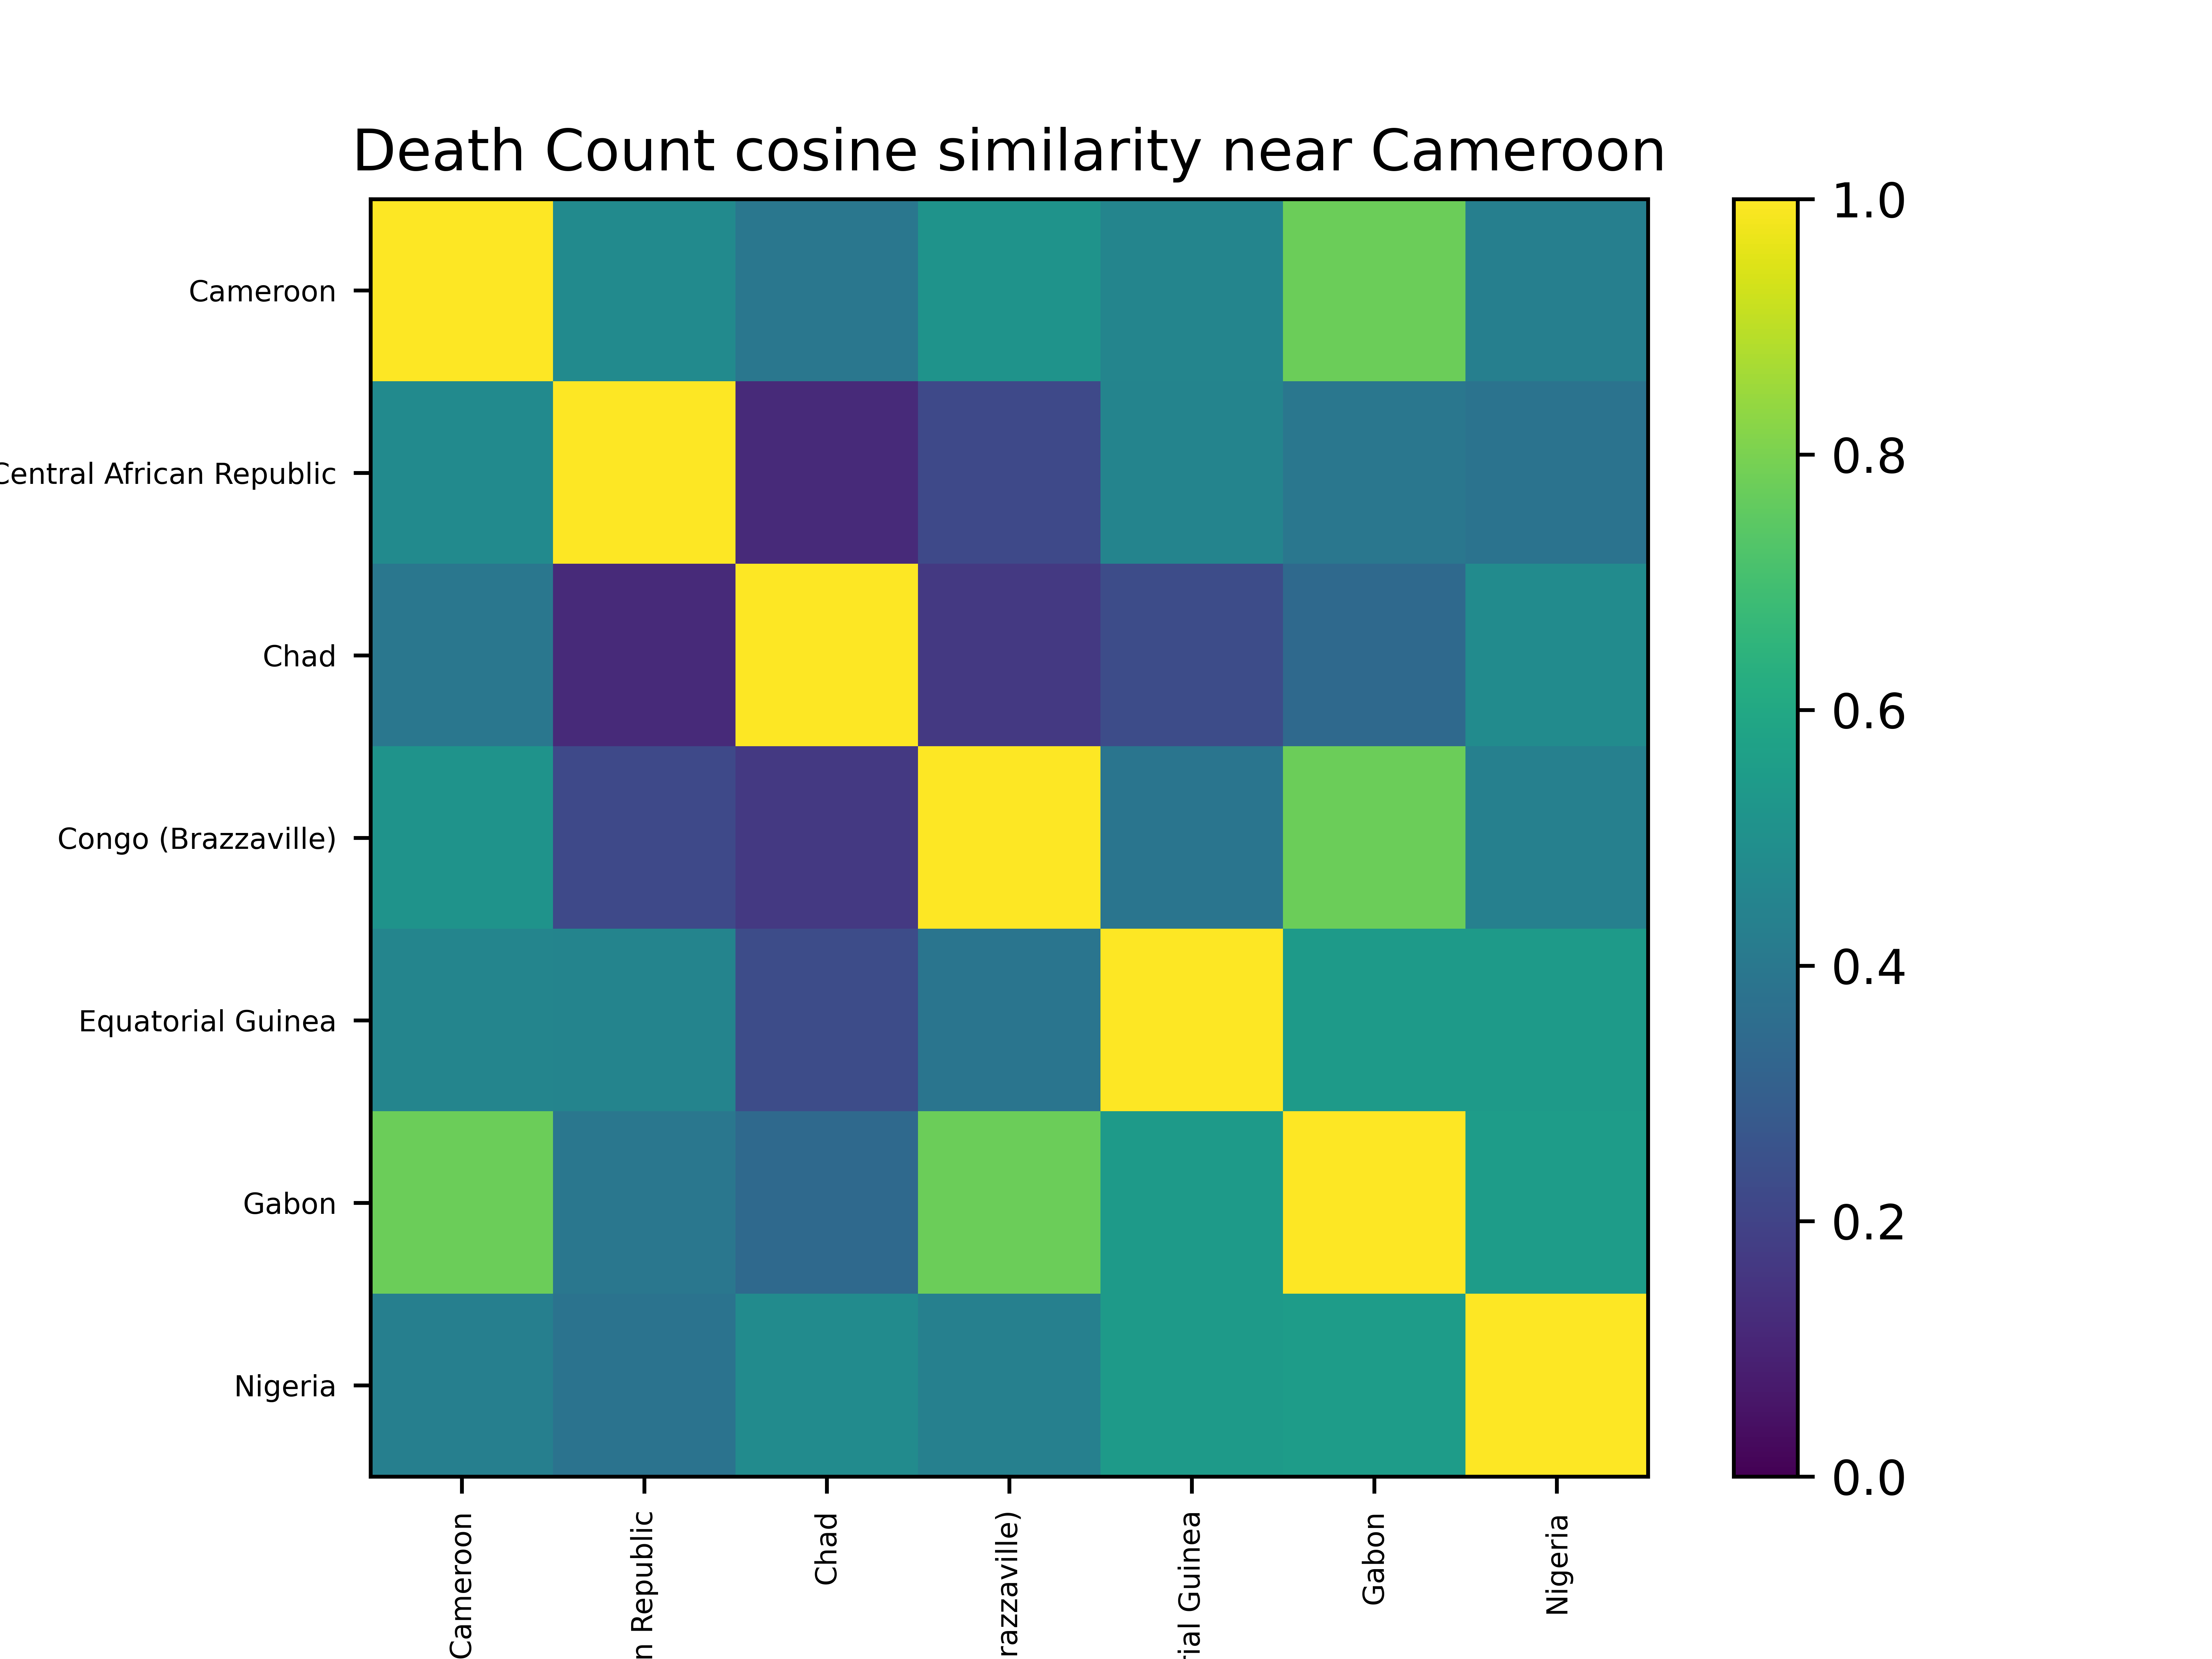 Death Count cosine similarity near Cameroon
Cameroon
Central African Republic
Chad
Congo (Brazzaville)
Equatorial Guinea
Gabon
Nigeria
Cameroon
n Republic
Chad
razzaville)
rial Guinea
Gabon
Nigeria
1.0
0.8
0.6
0.4
0.2
0.0